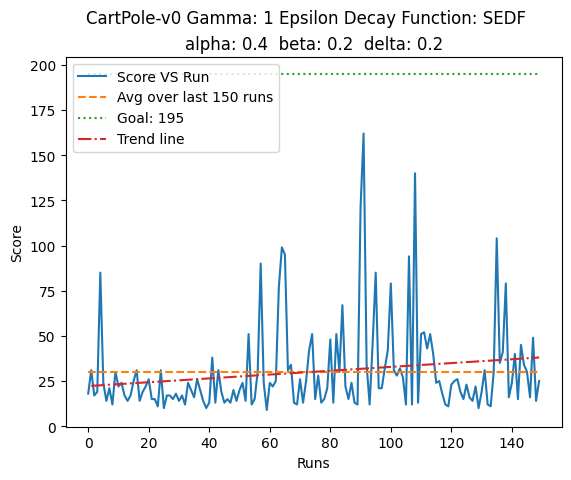 CartPole-v0 Gamma: 1 Epsilon Decay Function: SEDF
alpha: 0.4 beta: 0.2 delta: 0.2
200
175
150
125
100
75
50
25
0
Score
Score VS Run
Avg over last 150 runs
Goal: 195
Trend line
0 20 40 60 80 100 120 140
Runs